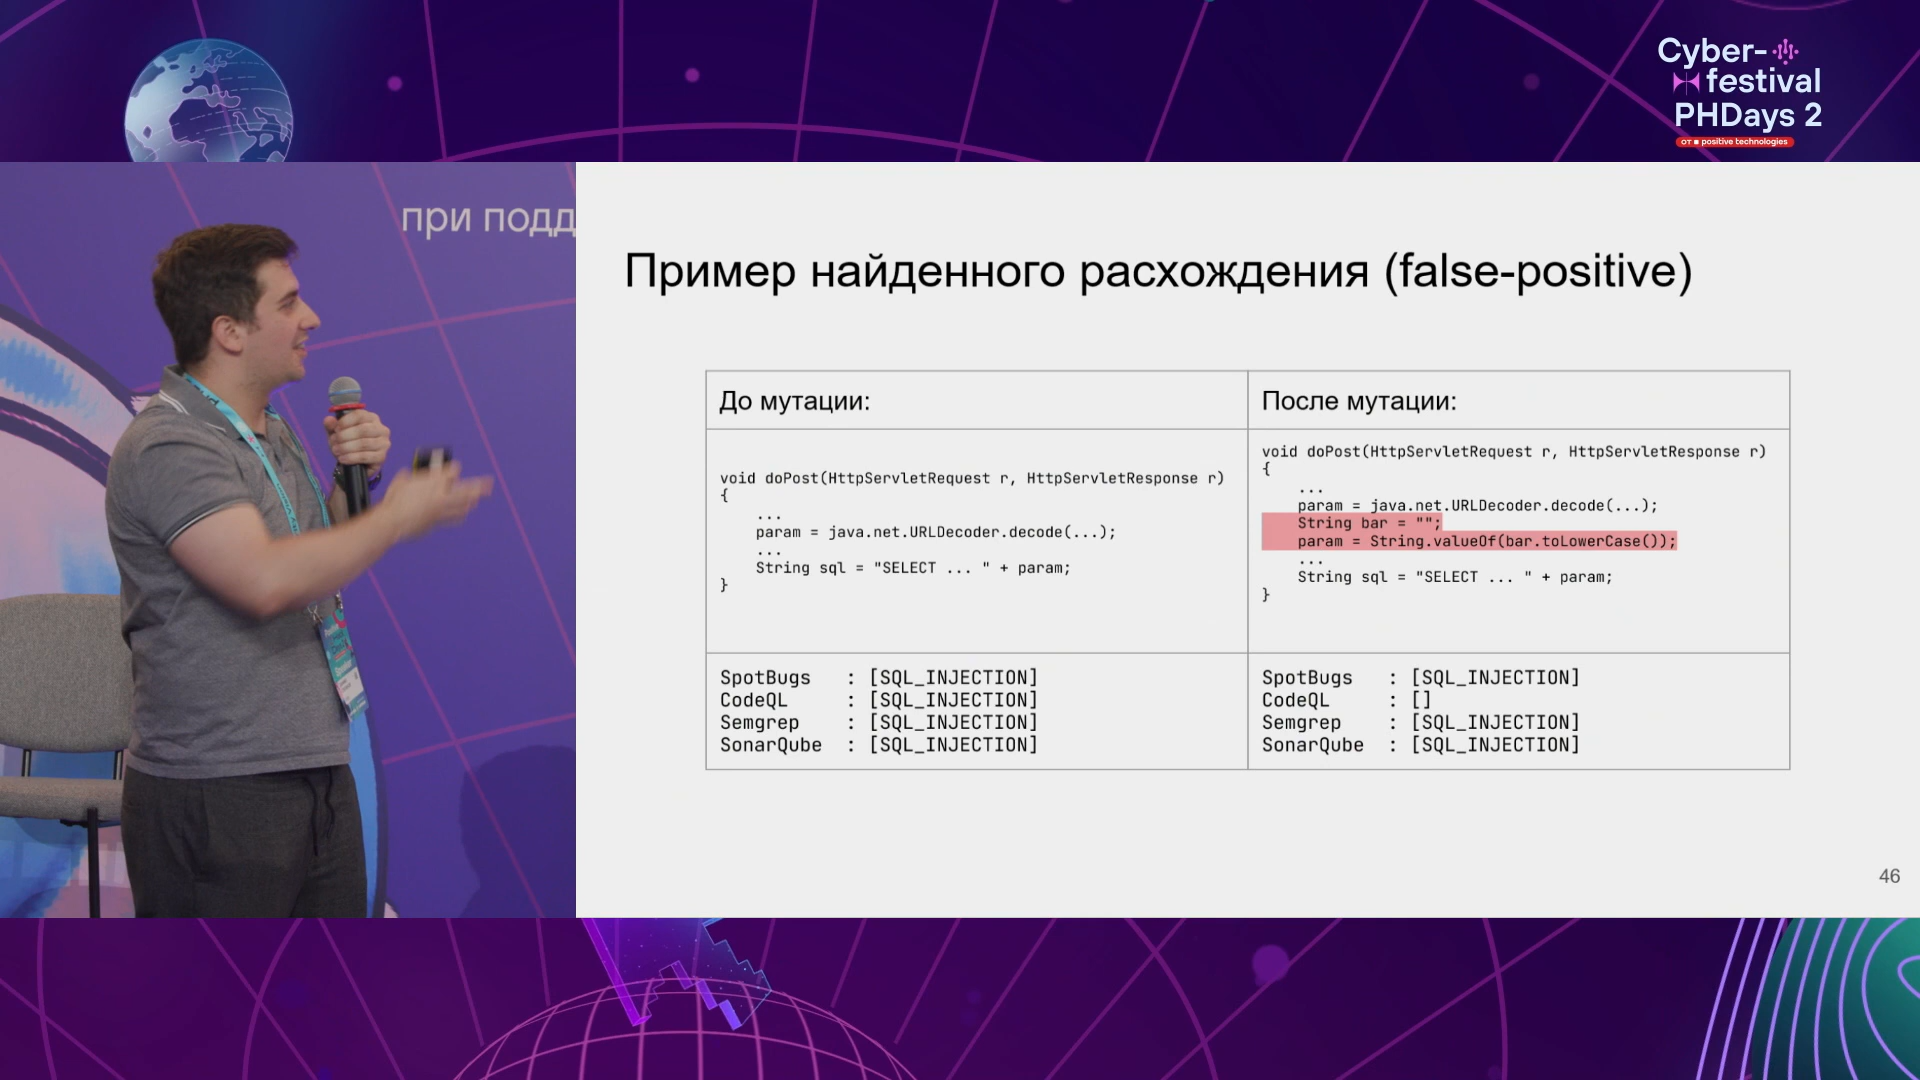 Cyber-
festival
PHDays 2
от positive technologies
при подд
Пример найденного расхождения (false-positive)
До мутации:
После мутации:
void doPost(HttpServletRequest r, HttpServletResponse r)
{
...
param = java.net.URLDecoder.decode(...);
...
String sql = "SELECT ... " + param;
}
void doPost(HttpServletRequest r, HttpServletResponse r)
{
...
param = java.net.URLDecoder.decode(...);
String bar = "";
param = String.valueOf(bar.toLowerCase());
...
String sql = "SELECT ... " + param;
}
SpotBugs : [SQL_INJECTION]
CodeQL : [SQL_INJECTION]
Semgrep : [SQL_INJECTION]
SonarQube : [SQL_INJECTION]
SpotBugs : [SQL_INJECTION]
CodeQL : []
Semgrep : [SQL_INJECTION]
SonarQube : [SQL_INJECTION]
46